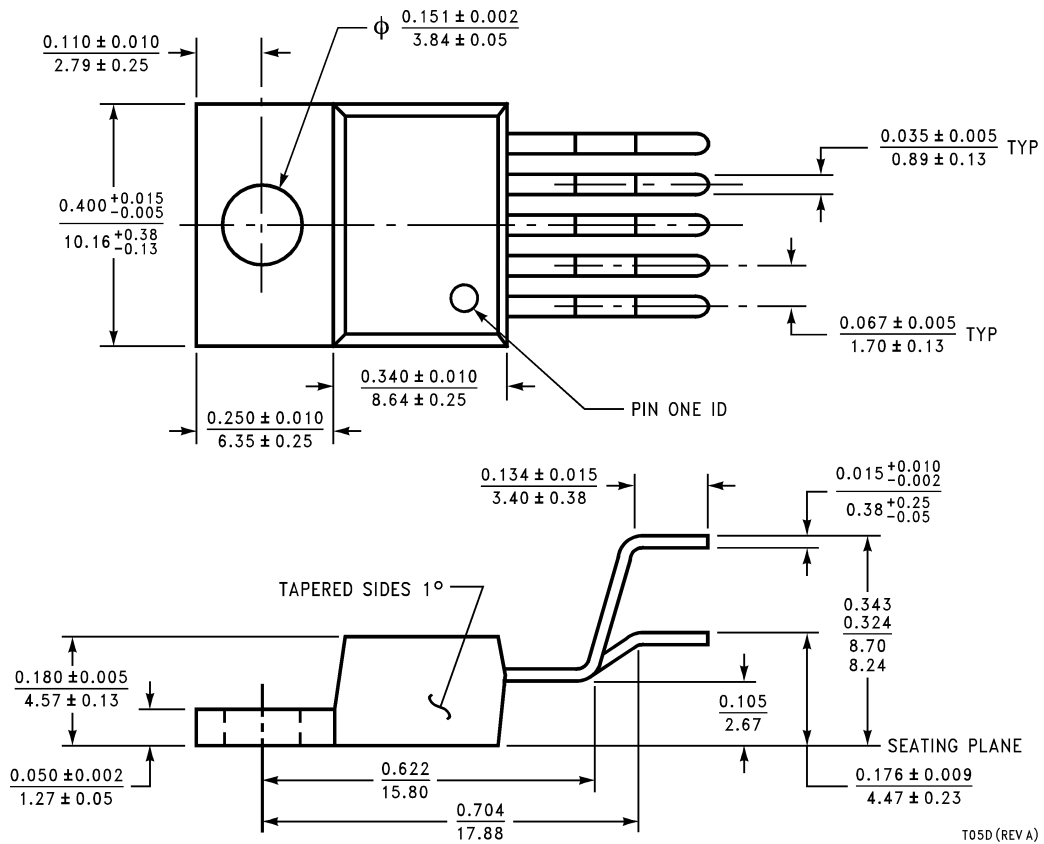 ϕ 0.151 ± 0.002
3.84 ± 0.05
0.110 ± 0.010
2.79 ± 0.25
0.035 ± 0.005 TYP
0.89 ± 0.13
0.400 +0.015
-0.005
10.16 +0.38
-0.13
0.067 ± 0.005 TYP
1.70 ± 0.13
0.340 ± 0.010
8.64 ± 0.25
PIN ONE ID
0.250 ± 0.010
6.35 ± 0.25
0.134 ± 0.015
3.40 ± 0.38
0.015 +0.010
-0.002
0.38 +0.25
-0.05
TAPERED SIDES 1°
0.343
0.324
8.70
8.24
0.180 ±0.005
4.57 ± 0.13
0.105
2.67
SEATING PLANE
0.050 ± 0.002
1.27 ± 0.05
0.622
15.80
0.176 ± 0.009
4.47 ± 0.23
0.704
17.88
T05D (REV A)